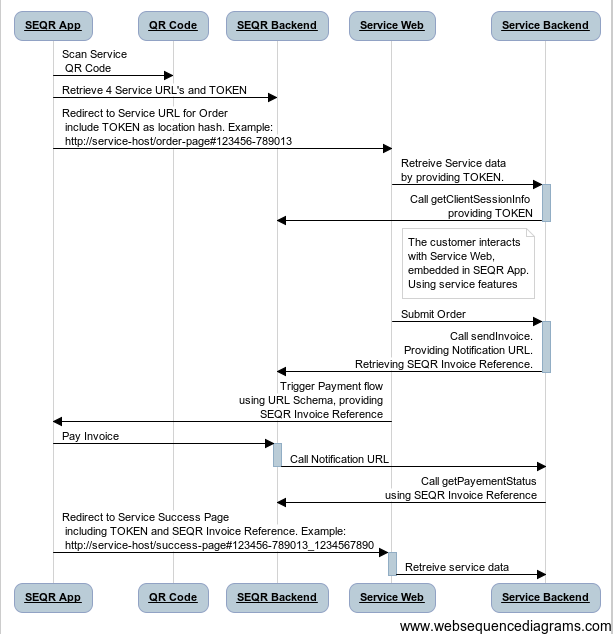 SEQR App
QR Code
SEQR Backend
Service Web
Service Backend
Scan Service
QR Code
Retrieve 4 Service URL's and TOKEN
Redirect to Service URL for Order
include TOKEN as location hash. Example:
http://service-host/order-page#123456-789013
Retreive Service data
by providing TOKEN.
Call getClientSessionInfo
providing TOKEN
The customer interacts
with Service Web,
embedded in SEQR App.
Using service features
Submit Order
Call sendInvoice.
Providing Notification URL.
Retrieving SEQR Invoice Reference.
Trigger Payment flow
using URL Schema, providing
SEQR Invoice Reference
Pay Invoice
Call Notification URL
Call getPayementStatus
using SEQR Invoice Reference
Redirect to Service Success Page
including TOKEN and SEQR Invoice Reference. Example:
http://service-host/success-page#123456-789013_1234567890
Retreive service data
SEQR App
QR Code
SEQR Backend
Service Web
Service Backend
www.websequencediagrams.com